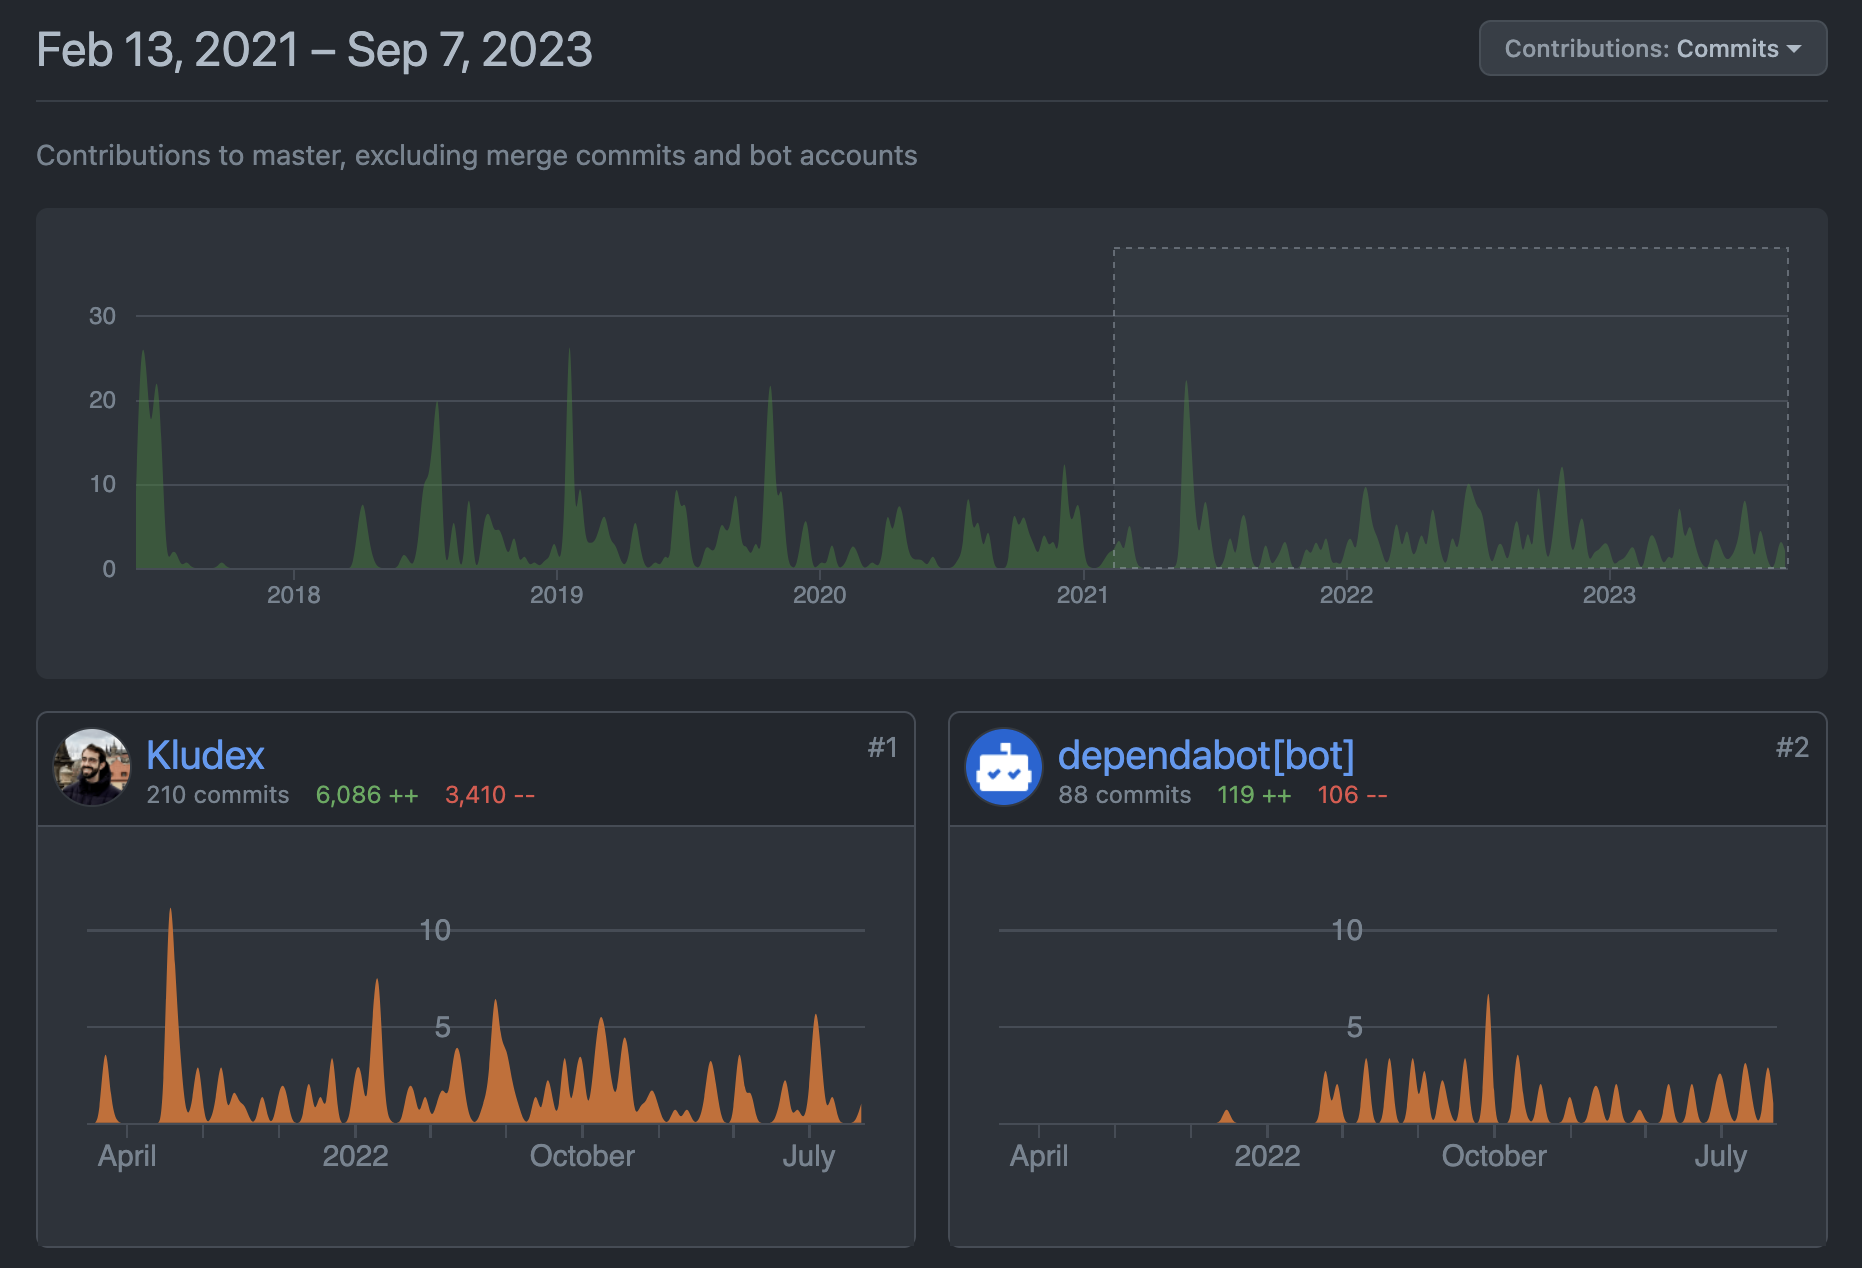 Feb 13, 2021 – Sep 7, 2023
Contributions: Commits
Contributions to master, excluding merge commits and bot accounts
30
20
10
0
2018 2019 2020 2021 2022 2023
Kludex
#1
210 commits 6,086 ++ 3,410 --
10
5
April 2022 October July
dependabot[bot]
#2
88 commits 119 ++ 106 --
10
5
April 2022 October July